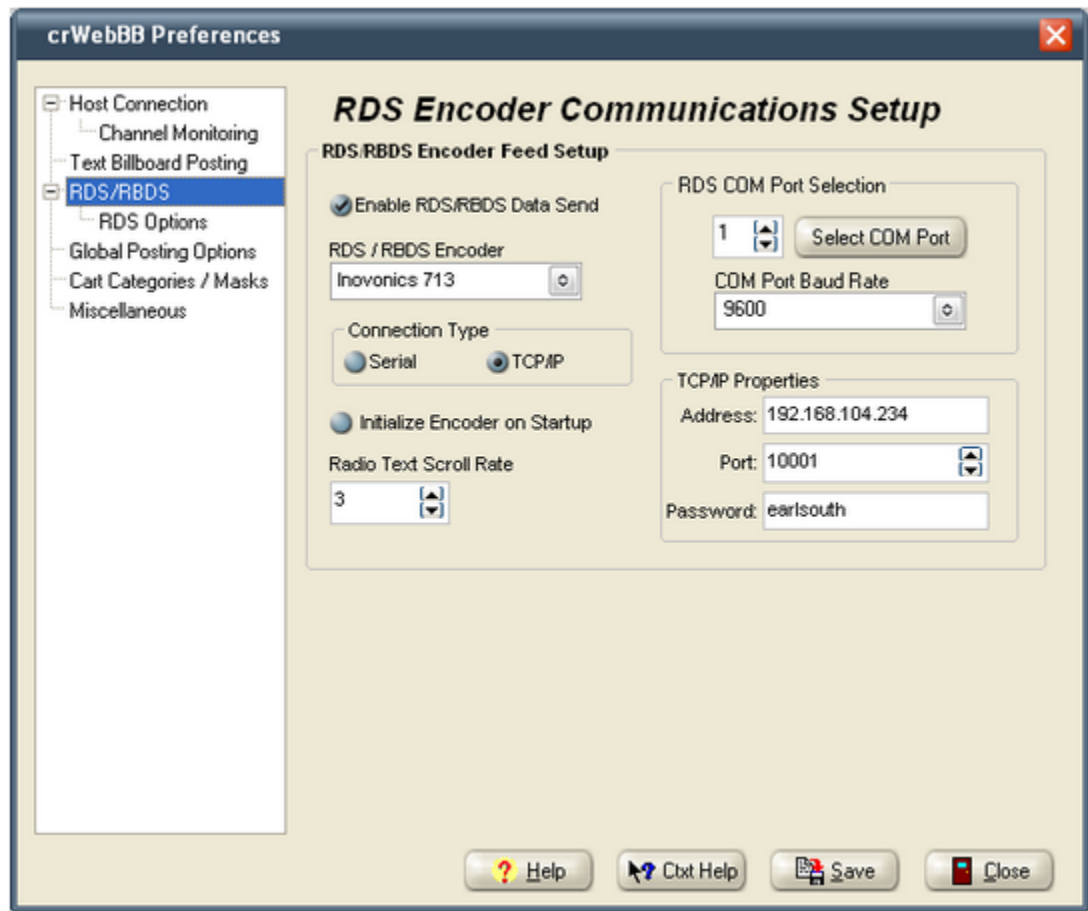 crWebBB Preferences
Host Connection
Channel Monitoring
Text Billboard Posting
RDS/RBDS
RDS Options
Global Posting Options
Cart Categories / Masks
Miscellaneous
RDS Encoder Communications Setup
RDS/RBDS Encoder Feed Setup
Enable RDS/RBDS Data Send
RDS / RBDS Encoder
Inovonics 713
Connection Type
Serial TCP/IP
Initialize Encoder on Startup
Radio Text Scroll Rate
3
RDS COM Port Selection
1 Select COM Port
COM Port Baud Rate
9600
TCP/IP Properties
Address: 192.168.104.234
Port: 10001
Password: earlsouth
? Help ? Ctxt Help Save Close